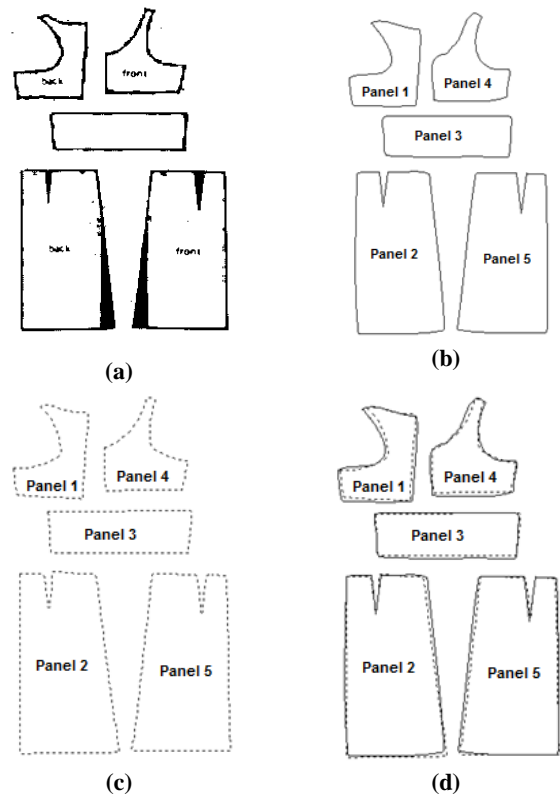 back
front
back
front
(a)
Panel 1
Panel 4
Panel 3
Panel 2
Panel 5
(b)
Panel 1
Panel 4
Panel 3
Panel 2
Panel 5
(c)
Panel 1
Panel 4
Panel 3
Panel 2
Panel 5
(d)